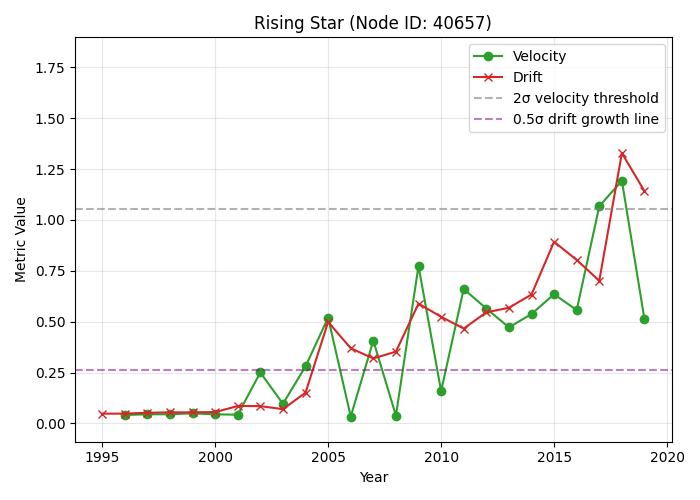 Rising Star (Node ID: 40657)
Velocity
Drift
2σ velocity threshold
0.5σ drift growth line
Metric Value
1.75
1.50
1.25
1.00
0.75
0.50
0.25
0.00
1995
2000
2005
2010
2015
2020
Year